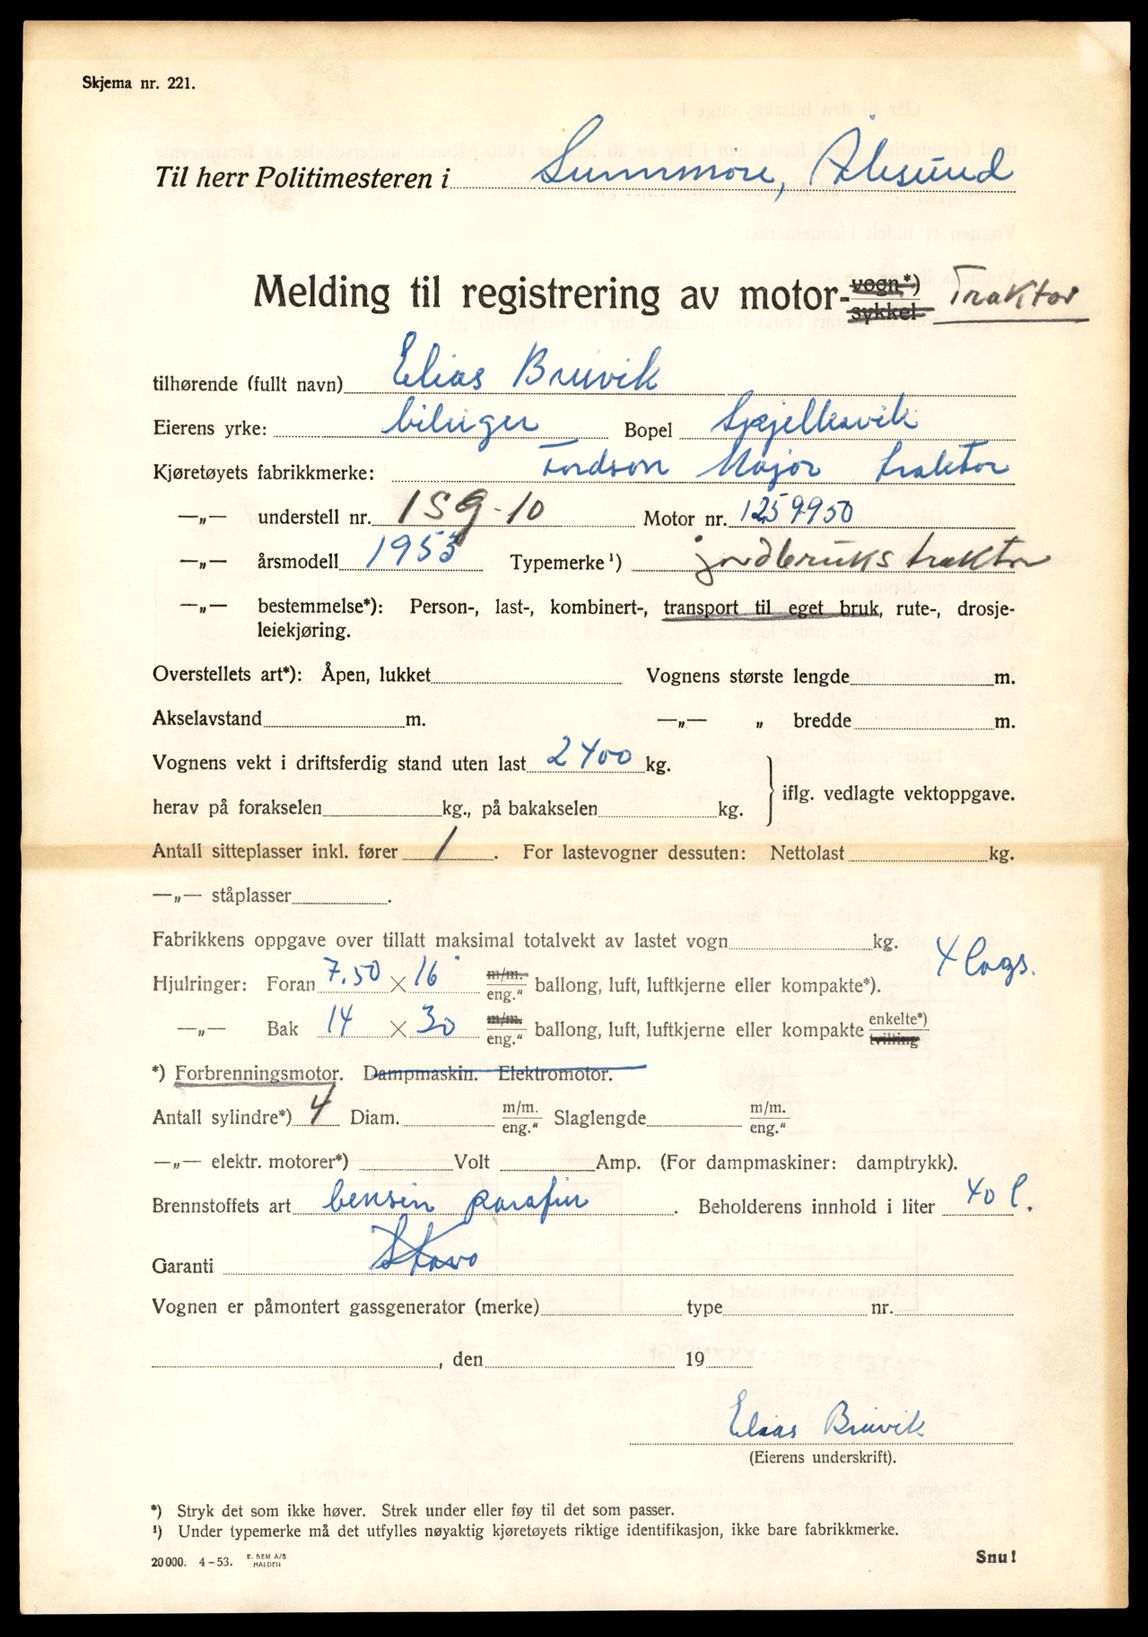 Skjema nr. 221.
Til herr Politimesteren i Sunnmöre, Ålesund
Melding til registrering av motor- vogn *) sykkel Traktor
tilhørende (fullt navn) Elias Bruvik
Eierens yrke: bileier Bopel Spjelkavik
Kjøretøyets fabrikkmerke: Fordson Major traktor
—„— understell nr. 159-10 Motor nr. 1259950
—„— årsmodell 1953 Typemerke ¹) jordbrukstraktor
—„— bestemmelse*): Person-, last-, kombinert-, transport til eget bruk, rute-, drosje-
leiekjøring.
Overstellets art*): Åpen, lukket Vognens største lengde m.
Akselavstand m. —„— „ bredde m.
Vognens vekt i driftsferdig stand uten last 2400 kg.
iflg. vedlagte vektoppgave.
herav på forakselen kg., på bakakselen kg.
Antall sitteplasser inkl. fører 1. For lastevogner dessuten: Nettolast kg.
—„— ståplasser .
Fabrikkens oppgave over tillatt maksimal totalvekt av lastet vogn kg.
4 lags.
Hjulringer: Foran 7.50 × 16" m/m. eng.“ ballong, luft, luftkjerne eller kompakte*).
—„— Bak 14 × 30 m/m. eng.“ ballong, luft, luftkjerne eller kompakte enkelte*) tvilling
*) Forbrenningsmotor. Dampmaskin. Elektromotor.
Antall sylindre*) 4 Diam. m/m. eng.“ Slaglengde m/m. eng.“
—„— elektr. motorer*) Volt Amp. (For dampmaskiner: damptrykk).
Brennstoffets art bensin parafin . Beholderens innhold i liter 40 l.
Garanti
Vognen er påmontert gassgenerator (merke) type nr.
, den 19
Elias Bruvik
(Eierens underskrift).
*) Stryk det som ikke høver. Strek under eller føy til det som passer.
¹) Under typemerke må det utfylles nøyaktig kjøretøyets riktige identifikasjon, ikke bare fabrikkmerke.
20 000. 4-53. E. SEM A/S HALDEN
Snu!